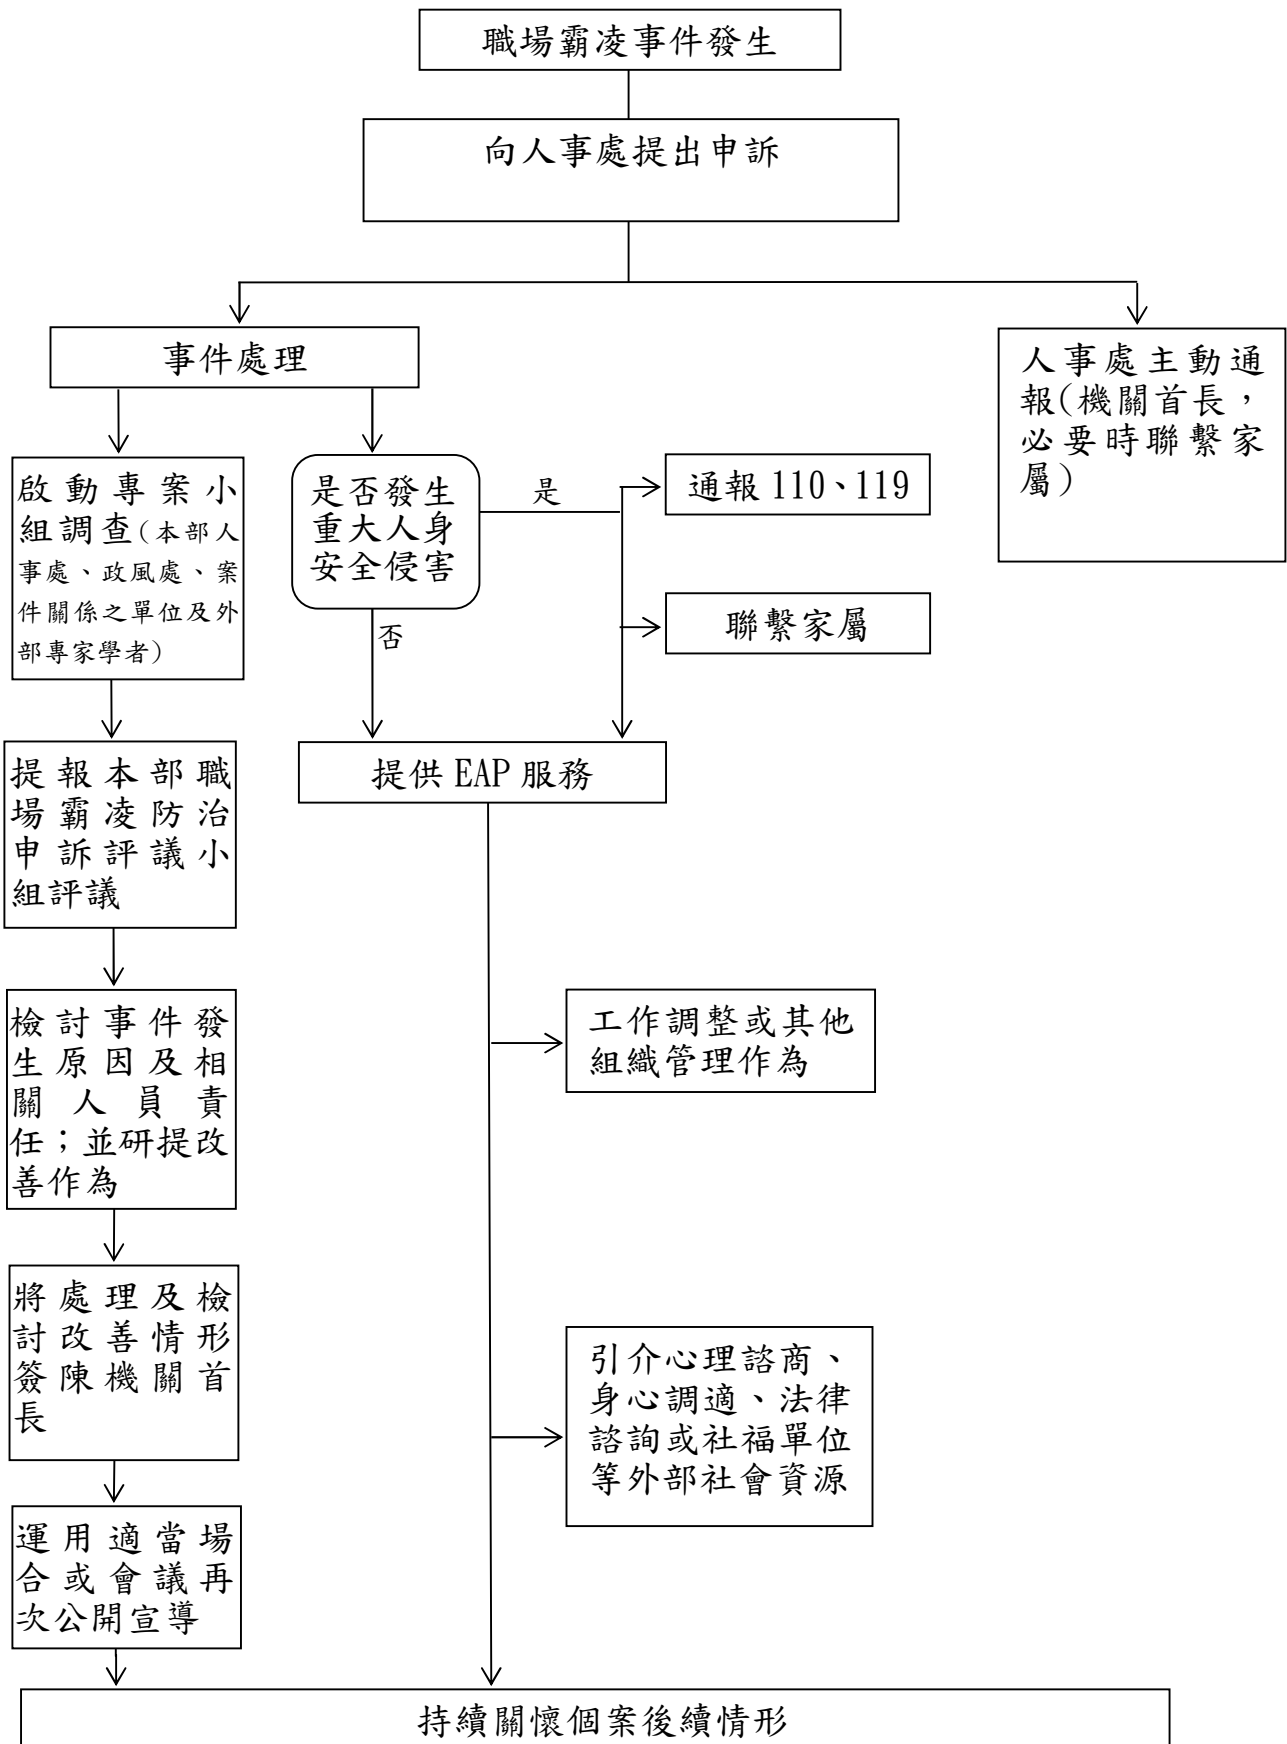 職場霸凌事件發生
向人事處提出申訴
事件處理
人事處主動通
報(機關首長，
必要時聯繫家
屬)
啟動專案小
組調查(本部人
事處、政風處、案
件關係之單位及外
部專家學者)
是否發生
重大人身
安全侵害
是
否
通報 110、119
聯繫家屬
提報本部職
場霸凌防治
申訴評議小
組評議
提供 EAP 服務
檢討事件發
生原因及相
關人員責
任；並研提改
善作為
工作調整或其他
組織管理作為
將處理及檢
討改善情形
簽陳機關首
長
引介心理諮商、
身心調適、法律
諮詢或社福單位
等外部社會資源
運用適當場
合或會議再
次公開宣導
持續關懷個案後續情形